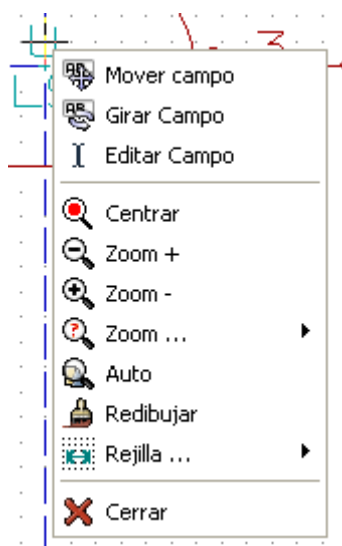 Mover campo
Girar Campo
Editar Campo
Centrar
Zoom +
Zoom -
Zoom ...
Auto
Redibujar
Rejilla ...
Cerrar